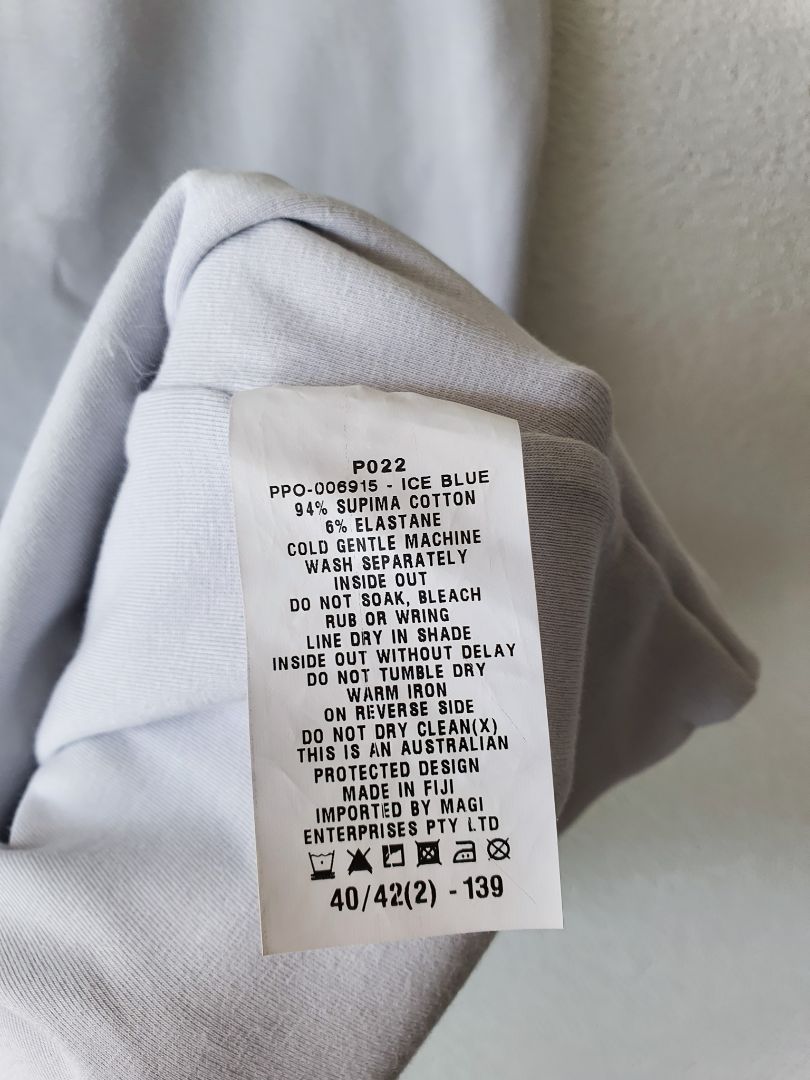 P022
PPO-006915 - ICE BLUE
94% SUPIMA COTTON
6% ELASTANE
COLD GENTLE MACHINE
WASH SEPARATELY
INSIDE OUT
DO NOT SOAK, BLEACH
RUB OR WRING
LINE DRY IN SHADE
INSIDE OUT WITHOUT DELAY
DO NOT TUMBLE DRY
WARM IRON
ON REVERSE SIDE
DO NOT DRY CLEAN(X)
THIS IS AN AUSTRALIAN
PROTECTED DESIGN
MADE IN FIJI
IMPORTED BY MAGI
ENTERPRISES PTY LTD
40/42(2) - 139